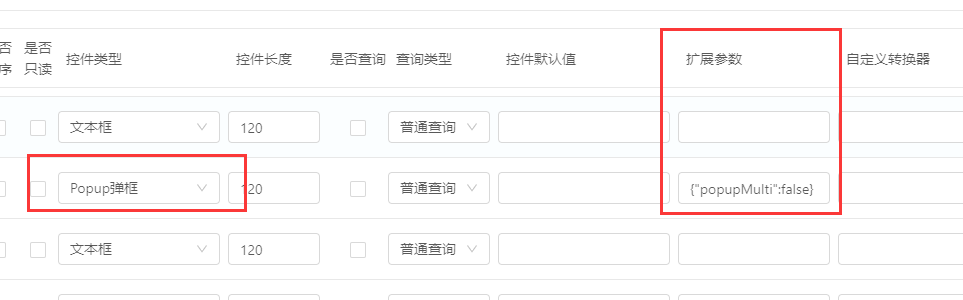 否 是否
序 只读 控件类型 控件长度 是否查询 查询类型 控件默认值 扩展参数 自定义转换器
文本框 120 普通查询
Popup弹框 120 普通查询 {"popupMulti":false}
文本框 120 普通查询